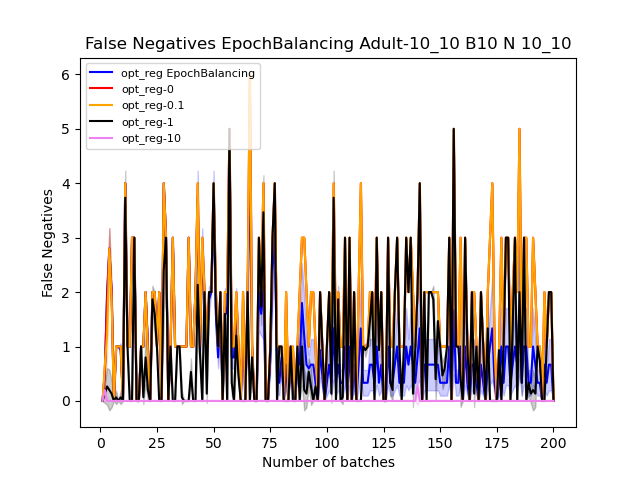 False Negatives EpochBalancing Adult-10_10 B10 N 10_10
False Negatives
6
5
4
3
2
1
0
opt_reg EpochBalancing
opt_reg-0
opt_reg-0.1
opt_reg-1
opt_reg-10
0 25 50 75 100 125 150 175 200
Number of batches